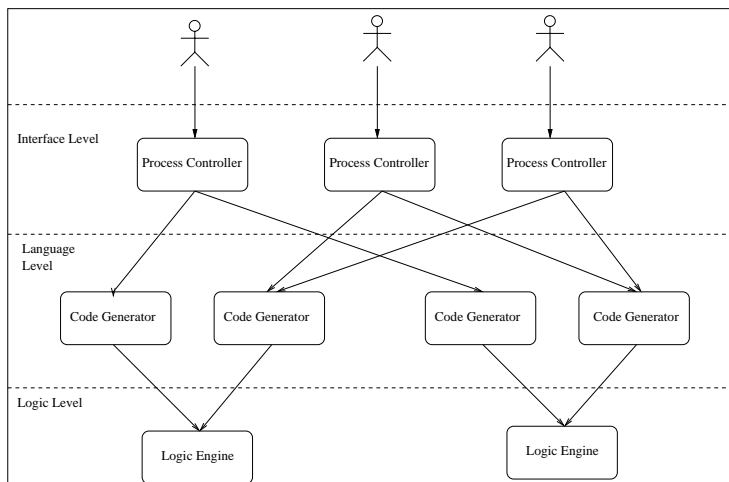 Interface Level
Process Controller
Process Controller
Process Controller
Language
Level
Code Generator
Code Generator
Code Generator
Code Generator
Logic Level
Logic Engine
Logic Engine